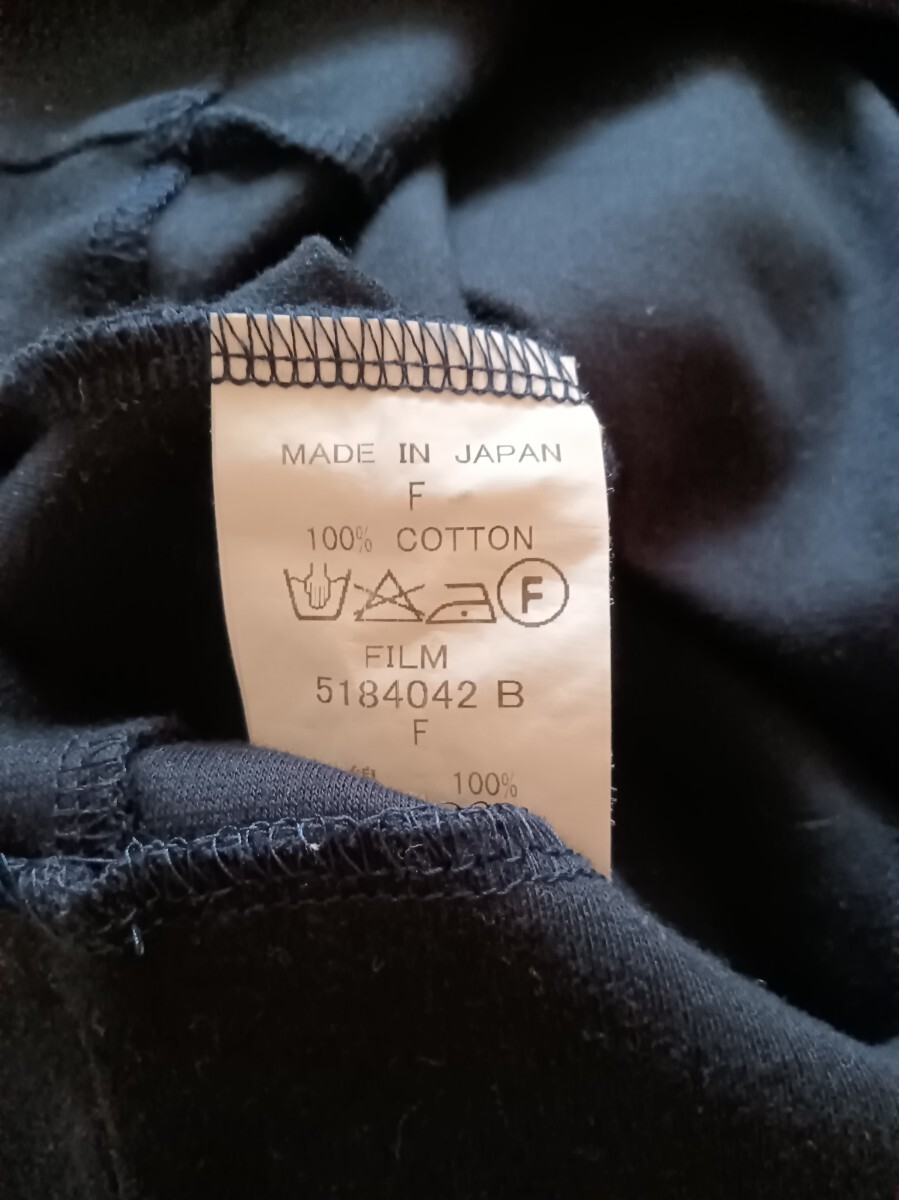 MADE IN JAPAN
F
100% COTTON
F
FILM
5184042 B
F
100%